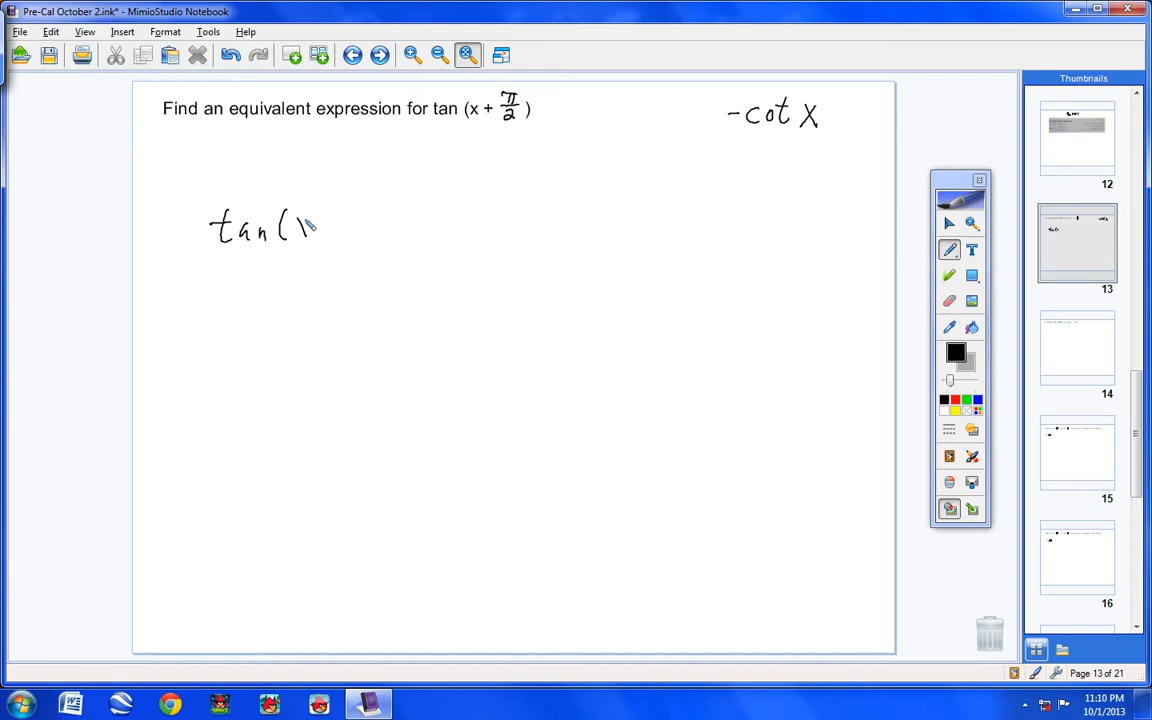 Pre-Cal October 2.ink* - MimioStudio Notebook
File Edit View Insert Format Tools Help
Thumbnails
Find an equivalent expression for tan (x + π/2)
-cot x
tan(
12
13
14
15
16
Page 13 of 21
11:10 PM
10/1/2013